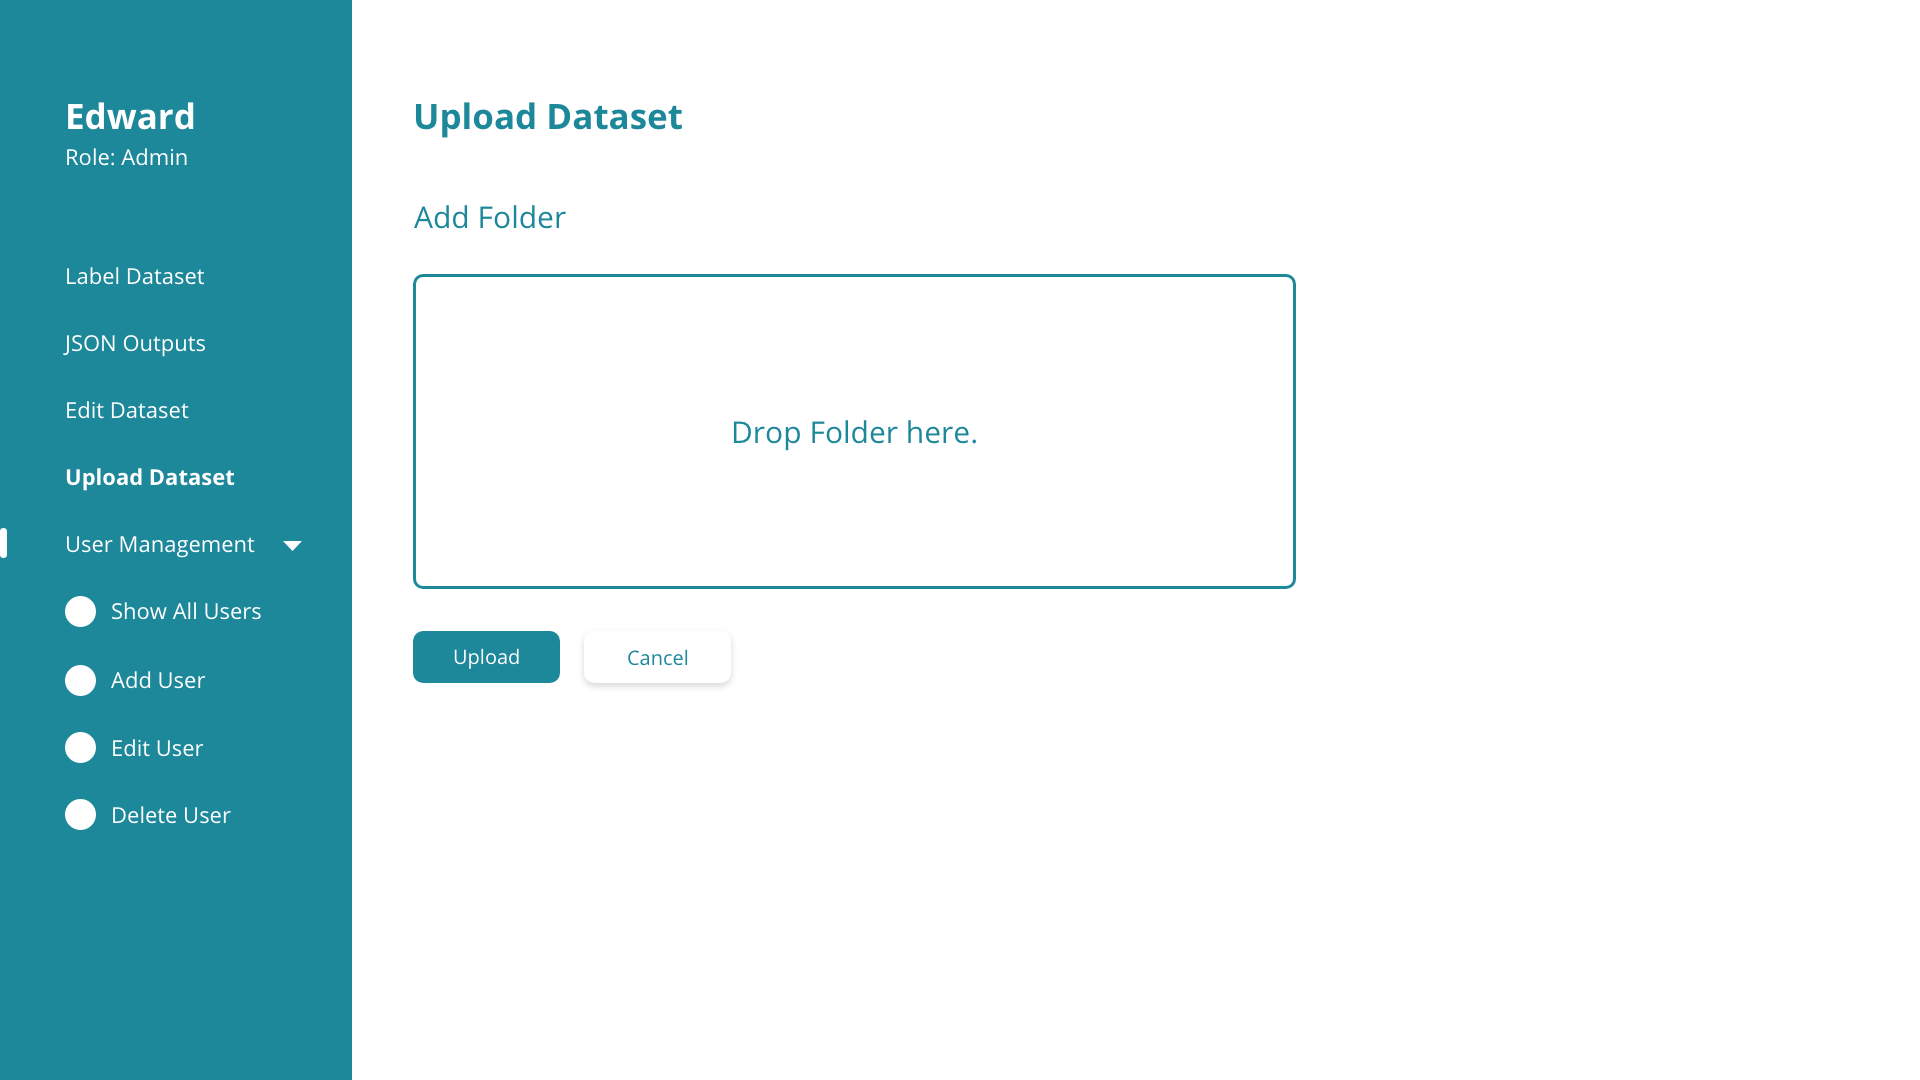 Edward
Role: Admin
Label Dataset
JSON Outputs
Edit Dataset
Upload Dataset
User Management
Show All Users
Add User
Edit User
Delete User
Upload Dataset
Add Folder
Drop Folder here.
Upload
Cancel